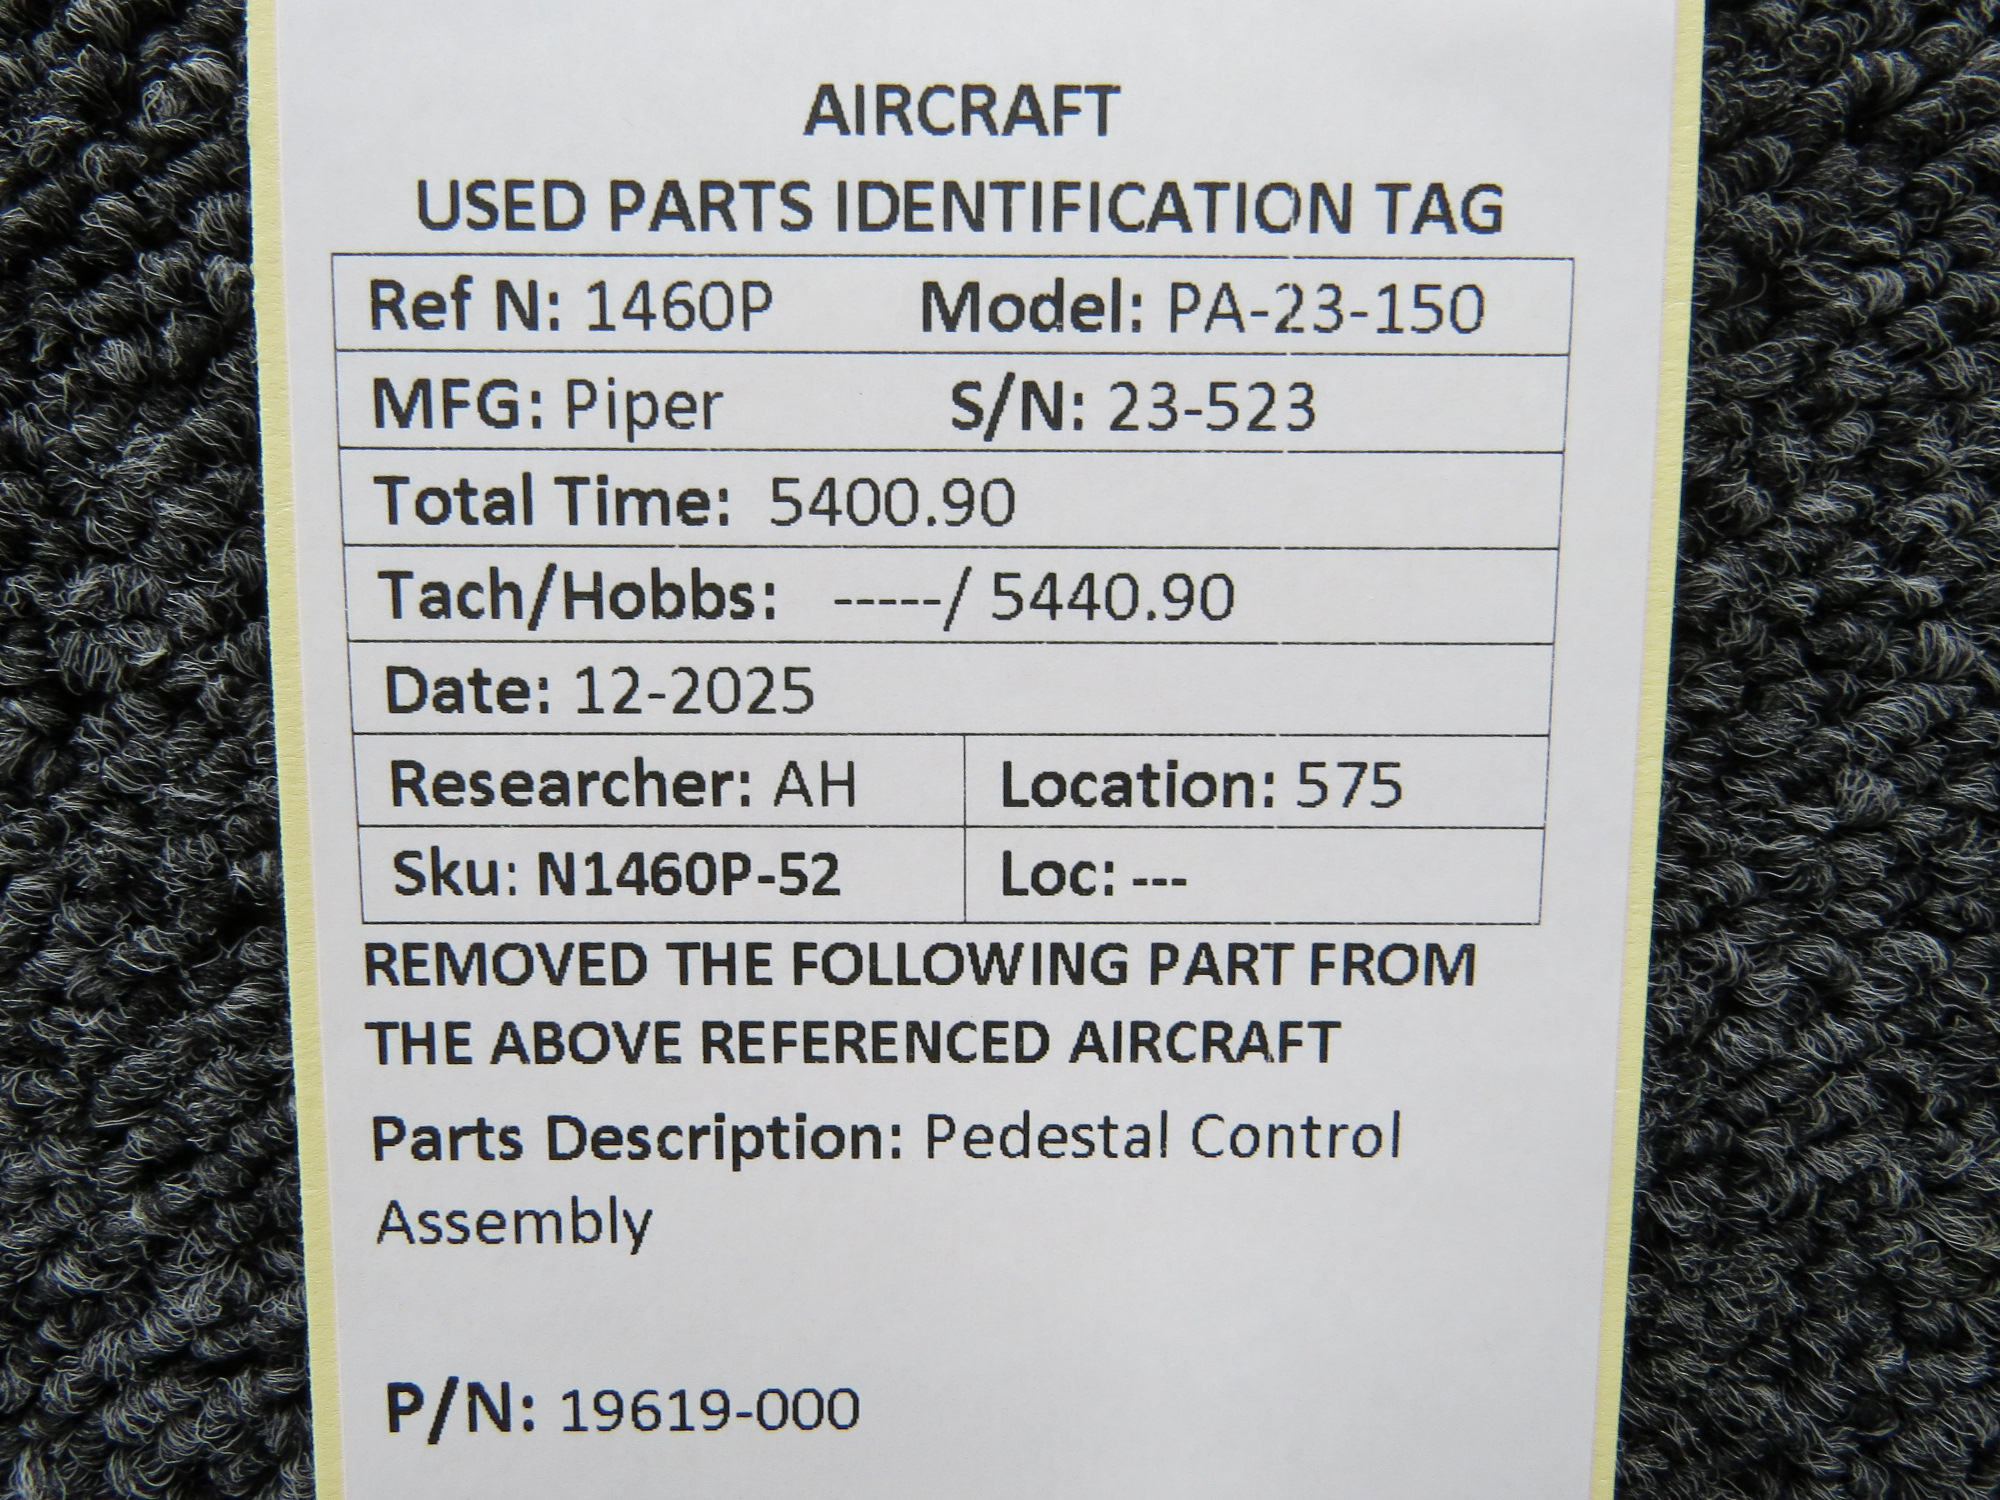 AIRCRAFT
USED PARTS IDENTIFICATION TAG
Ref N: 1460P Model: PA-23-150
MFG: Piper S/N: 23-523
Total Time: 5400.90
Tach/Hobbs: -----/ 5440.90
Date: 12-2025
Researcher: AH Location: 575
Sku: N1460P-52 Loc: ---
REMOVED THE FOLLOWING PART FROM
THE ABOVE REFERENCED AIRCRAFT
Parts Description: Pedestal Control
Assembly
P/N: 19619-000